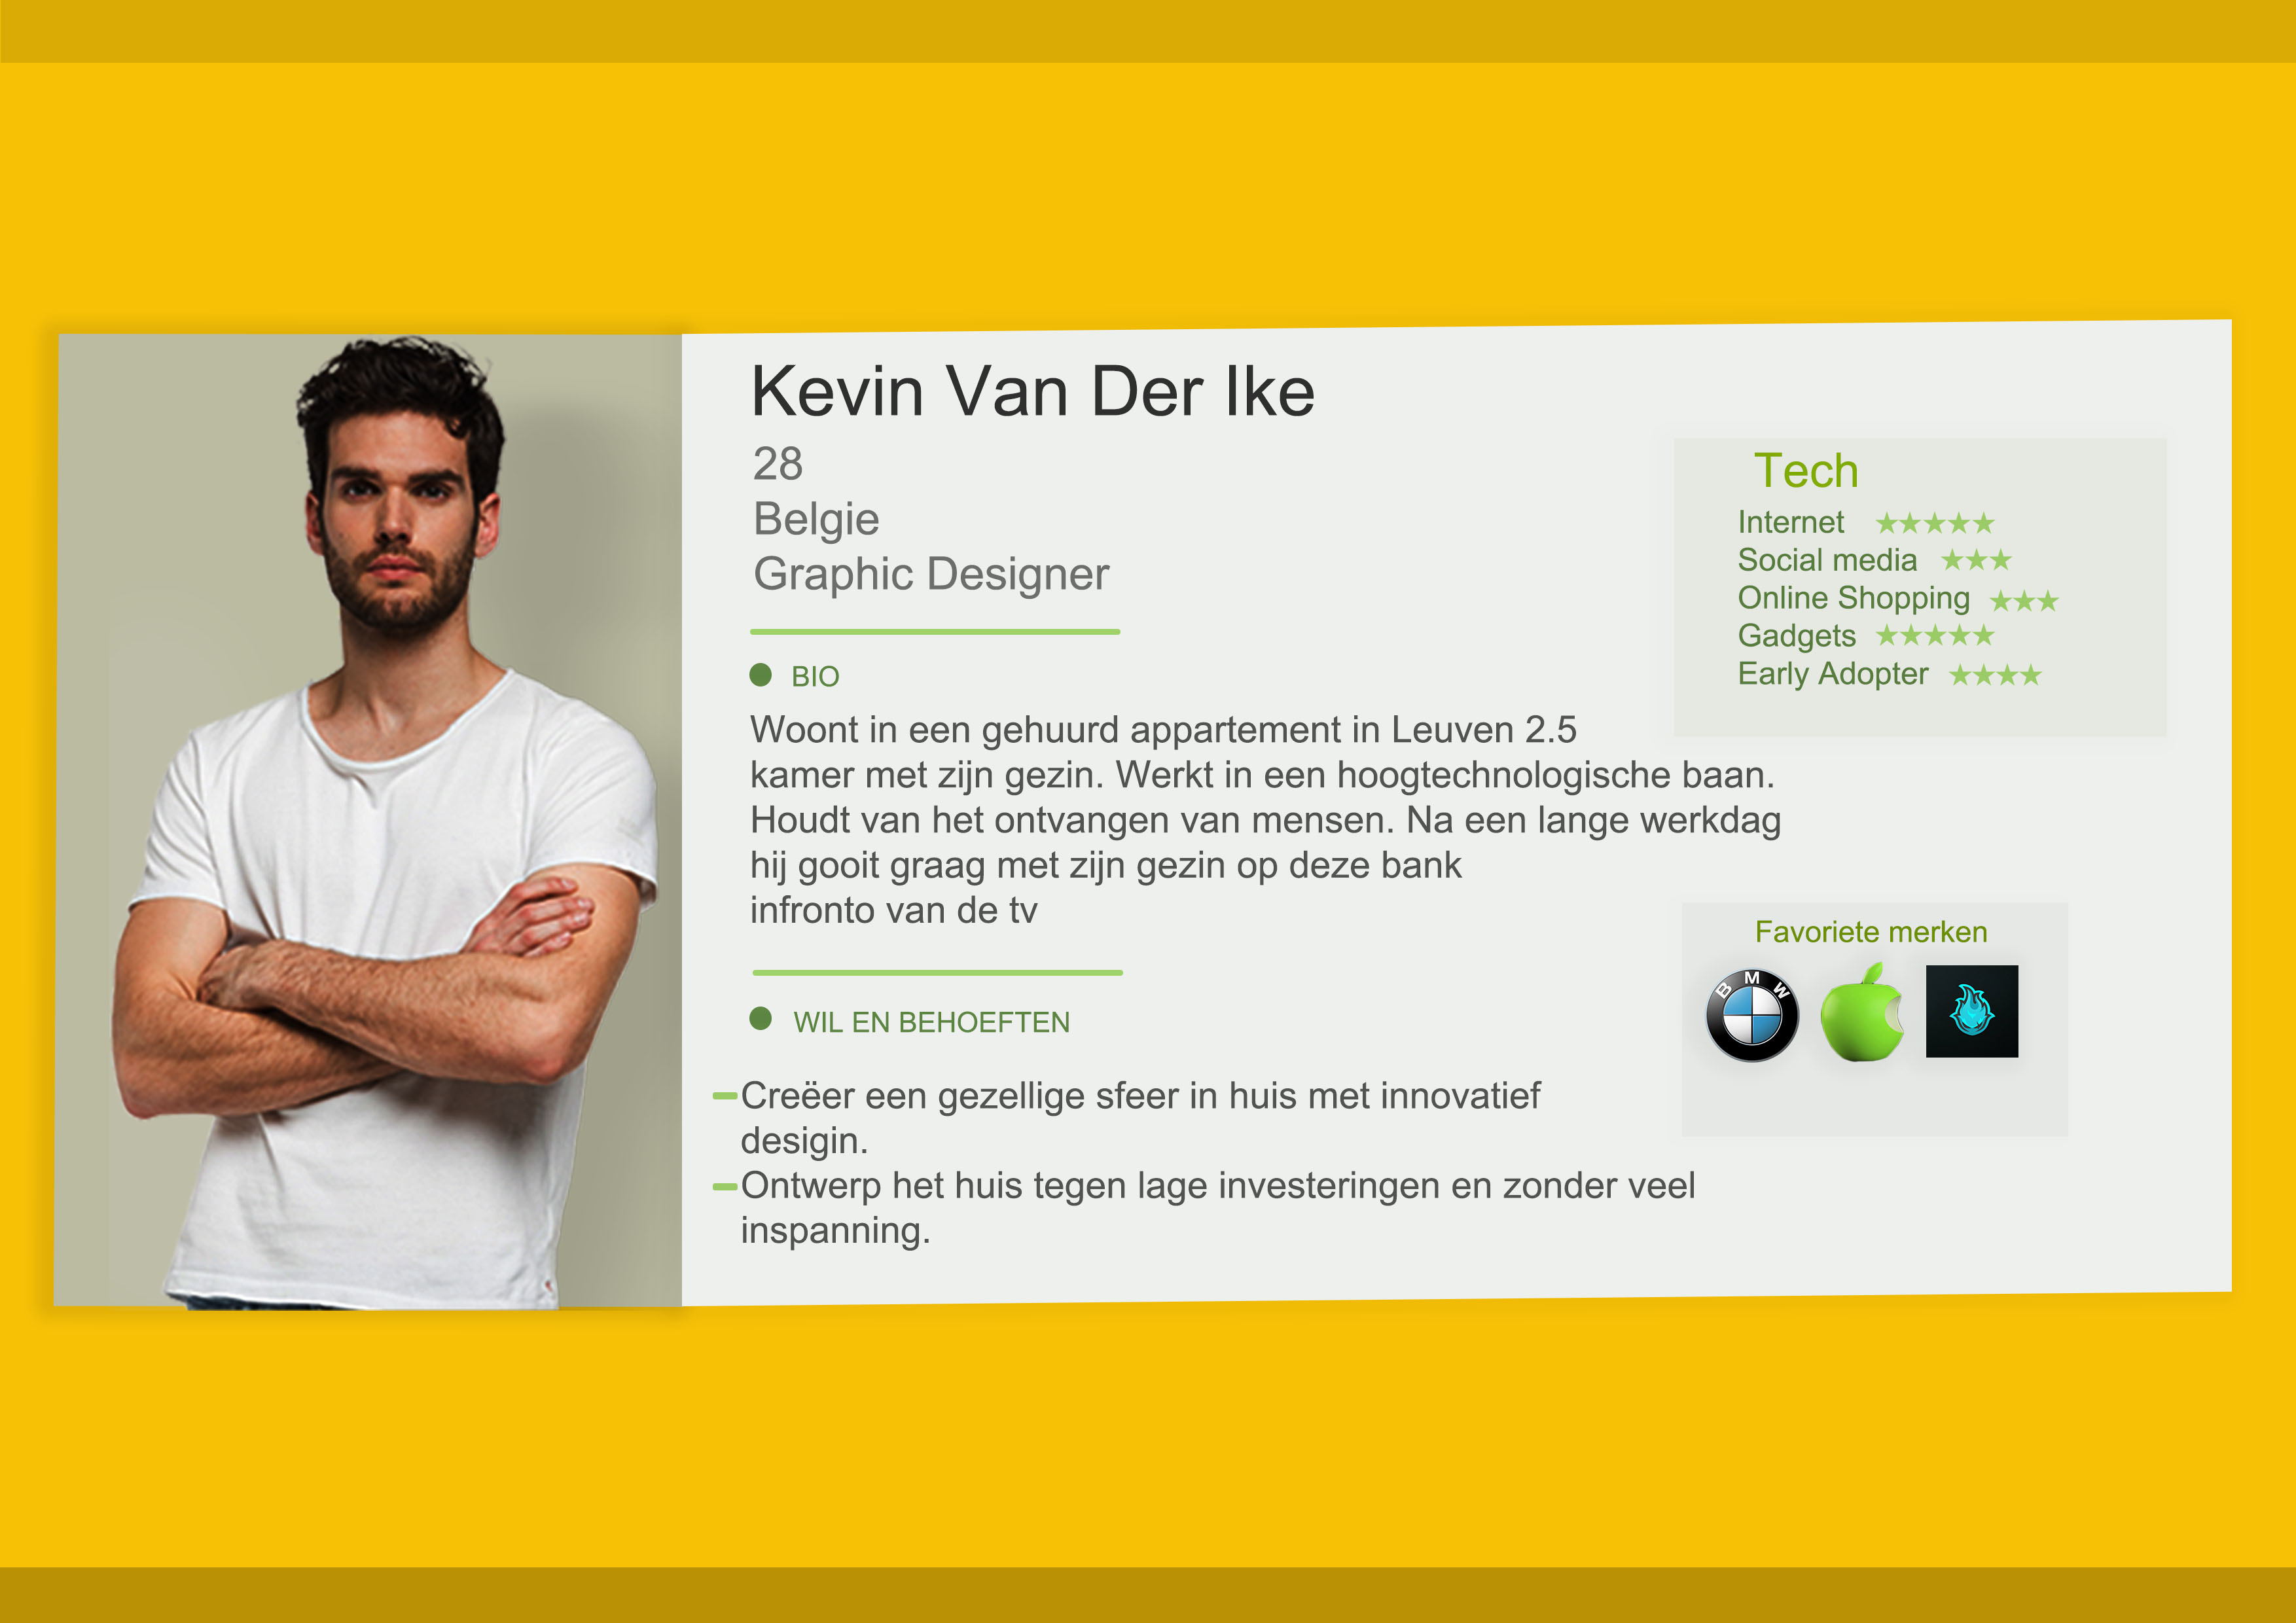 Kevin Van Der Ike
28
Belgie
Graphic Designer
BIO
Woont in een gehuurd appartement in Leuven 2.5
kamer met zijn gezin. Werkt in een hoogtechnologische baan.
Houdt van het ontvangen van mensen. Na een lange werkdag
hij gooit graag met zijn gezin op deze bank
infronto van de tv
WIL EN BEHOEFTEN
Creëer een gezellige sfeer in huis met innovatief
desigin.
Ontwerp het huis tegen lage investeringen en zonder veel
inspanning.
Tech
Internet ★★★★★
Social media ★★★
Online Shopping ★★★
Gadgets ★★★★★
Early Adopter ★★★★
Favoriete merken
BMW